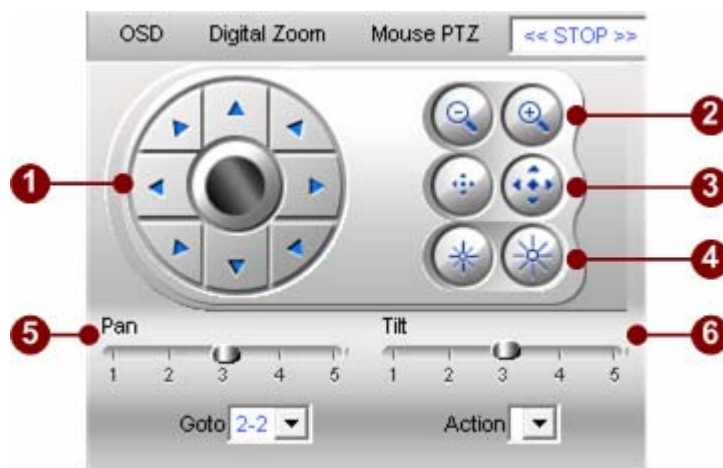 OSD Digital Zoom Mouse PTZ << STOP >>
1
2
3
4
5 Pan Tilt 6
1 2 3 4 5 1 2 3 4 5
Goto 2-2 Action